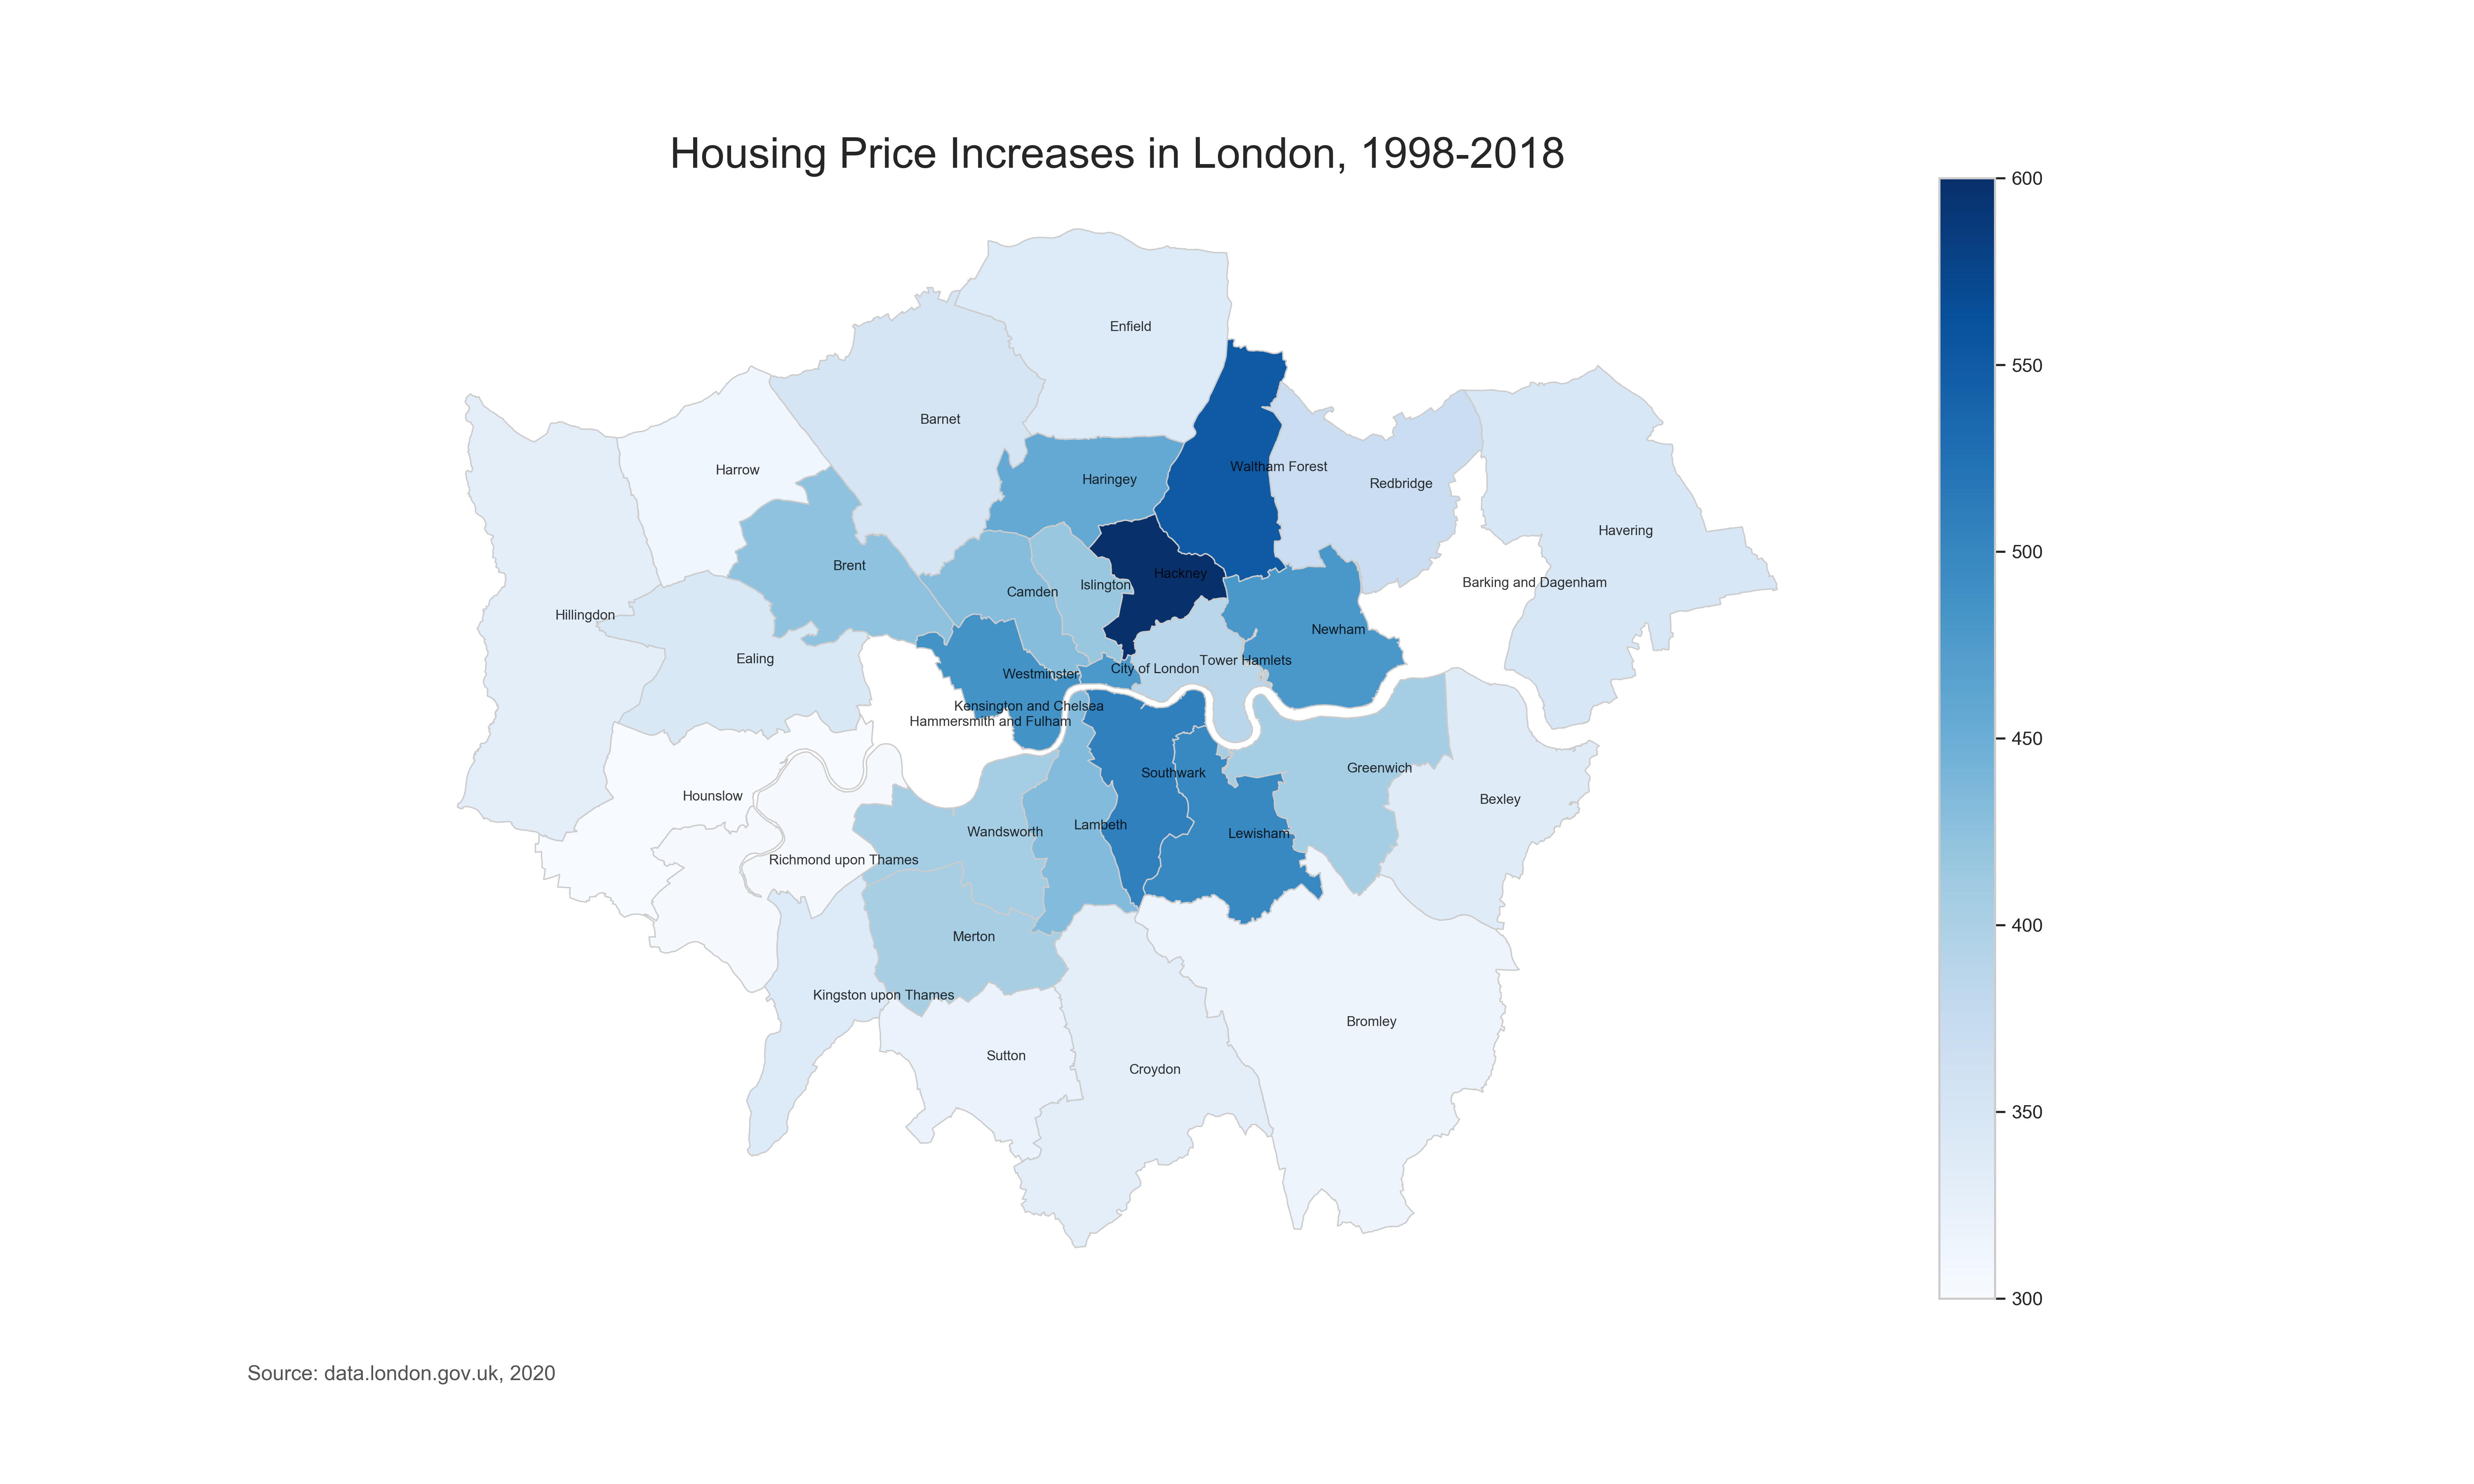 Housing Price Increases in London, 1998-2018
600
550
500
450
400
350
300
Enfield
Barnet
Waltham Forest
Harrow
Haringey
Redbridge
Havering
Brent
Hackney
Barking and Dagenham
Islington
Camden
Hillingdon
Newham
Ealing
Tower Hamlets
City of London
Westminster
Kensington and Chelsea
Hammersmith and Fulham
Greenwich
Southwark
Hounslow
Bexley
Lambeth
Wandsworth
Lewisham
Richmond upon Thames
Merton
Kingston upon Thames
Bromley
Sutton
Croydon
Source: data.london.gov.uk, 2020